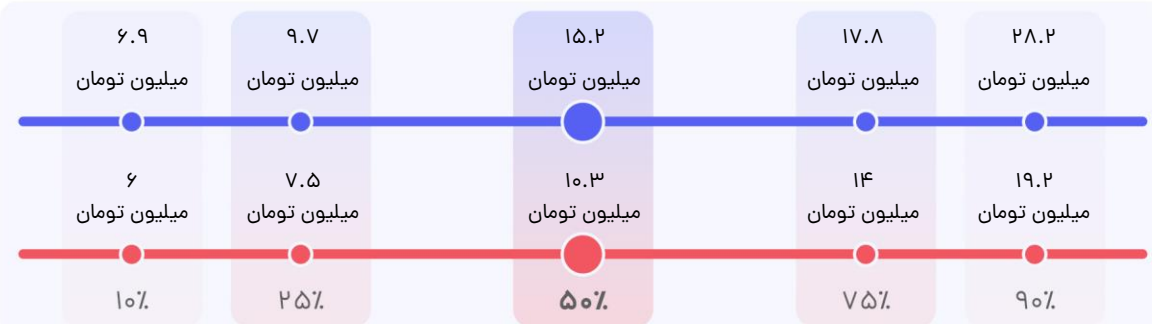 ۶.۹ ۹.۷ ۱۵.۲ ۱۷.۸ ۲۸.۲
میلیون تومان میلیون تومان میلیون تومان میلیون تومان میلیون تومان
۶ ۷.۵ ۱۰.۳ ۱۴ ۱۹.۲
میلیون تومان میلیون تومان میلیون تومان میلیون تومان میلیون تومان
۱۰٪ ۲۵٪ ۵۰٪ ۷۵٪ ۹۰٪